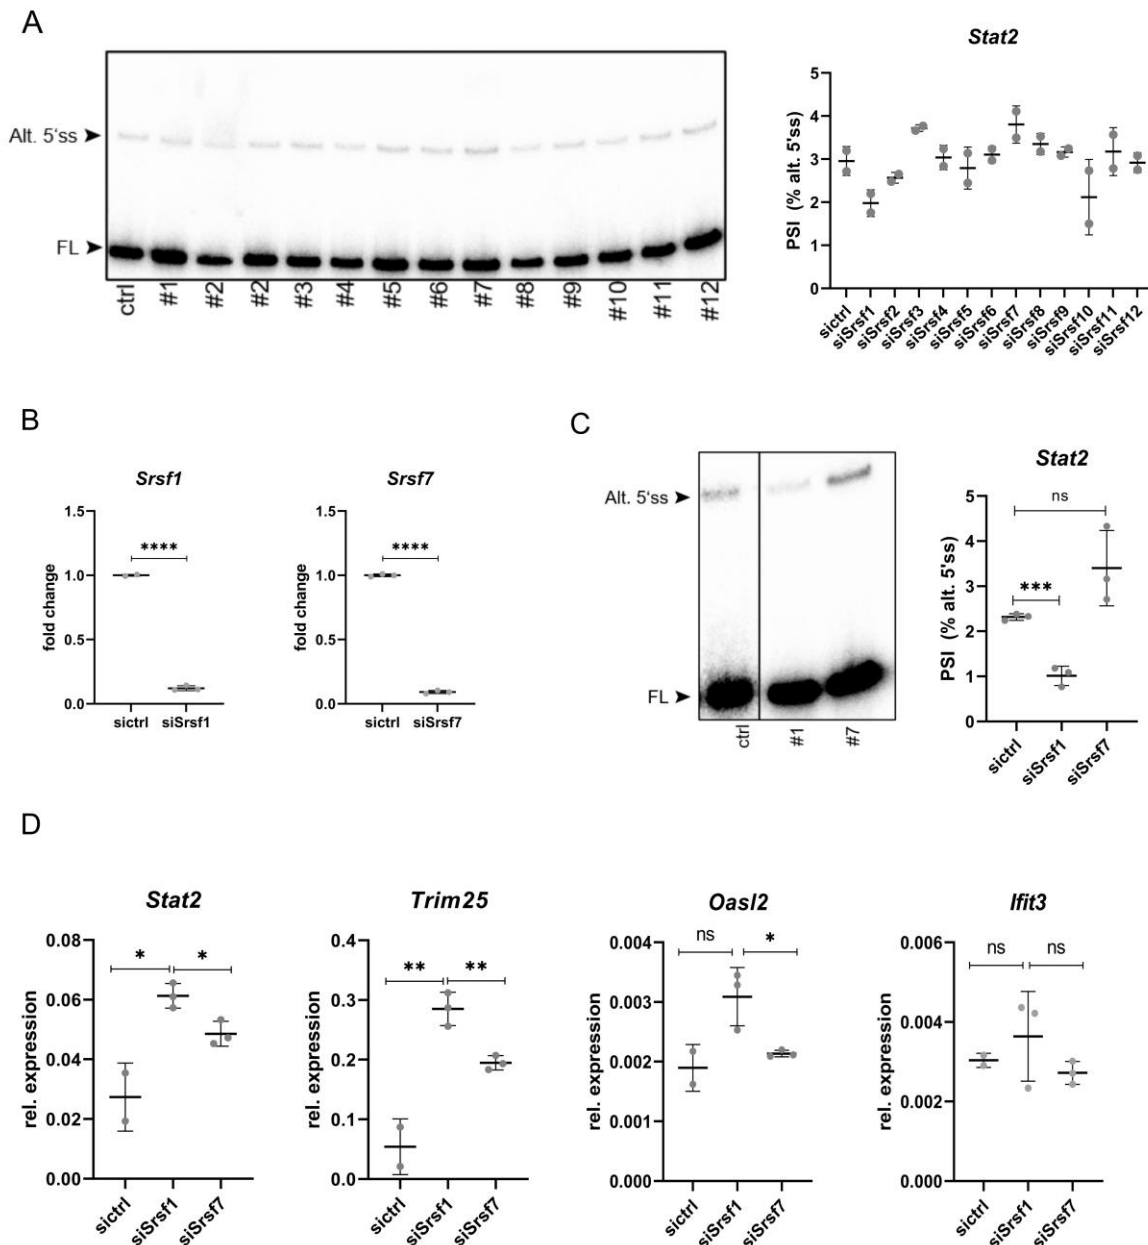 A
Alt. 5'ss
FL
ctrl
#1
#2
#2
#3
#4
#5
#6
#7
#8
#9
#10
#11
#12
Stat2
PSI (% alt. 5'ss)
5
4
3
2
1
0
sictrl
siSrsf1
siSrsf2
siSrsf3
siSrsf4
siSrsf5
siSrsf6
siSrsf7
siSrsf8
siSrsf9
siSrsf10
siSrsf11
siSrsf12
B
Srsf1
fold change
1.5
1.0
0.5
0.0
****
sictrl
siSrsf1
Srsf7
fold change
1.5
1.0
0.5
0.0
****
sictrl
siSrsf7
C
Alt. 5'ss
FL
ctrl
#1
#7
Stat2
PSI (% alt. 5'ss)
5
4
3
2
1
0
ns
***
sictrl
siSrsf1
siSrsf7
D
Stat2
rel. expression
0.08
0.06
0.04
0.02
0.00
*
*
sictrl
siSrsf1
siSrsf7
Trim25
rel. expression
0.4
0.3
0.2
0.1
0.0
**
**
sictrl
siSrsf1
siSrsf7
Oasl2
rel. expression
0.004
0.003
0.002
0.001
0.000
ns
*
sictrl
siSrsf1
siSrsf7
Ifit3
rel. expression
0.006
0.004
0.002
0.000
ns
ns
sictrl
siSrsf1
siSrsf7